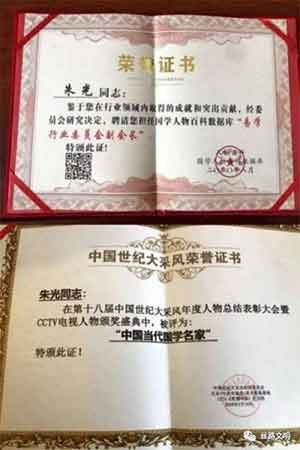 荣誉证书
朱光同志：
鉴于您在行业领域内取得的成就和突出贡献，经委
员会研究决定，聘请您担任国学人物百科数据库“易学
行业委员会副会长”
特颁此证！
中国世纪大采风荣誉证书
朱光同志：
在第十八届中国世纪大采风年度人物总结表彰大会暨
CCTV电视人物颁奖盛典中，被评为：
“中国当代国学名家”
特颁此证！
丝路文明